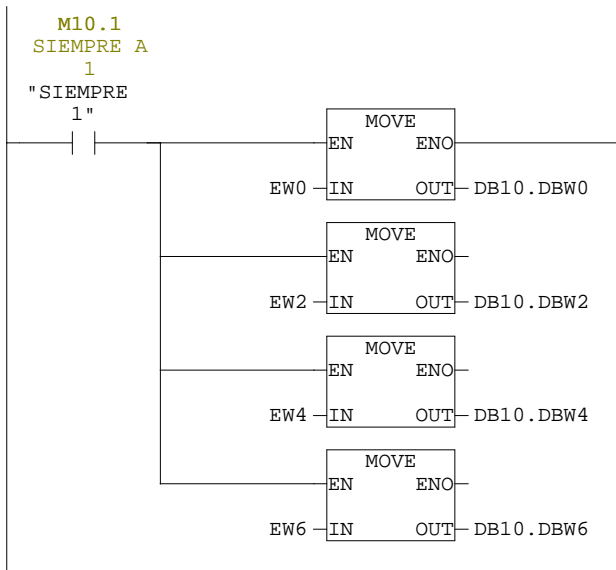 M10.1
SIEMPRE A
1
"SIEMPRE
1"
MOVE
EN ENO
EW0 IN OUT DB10.DBW0
MOVE
EN ENO
EW2 IN OUT DB10.DBW2
MOVE
EN ENO
EW4 IN OUT DB10.DBW4
MOVE
EN ENO
EW6 IN OUT DB10.DBW6